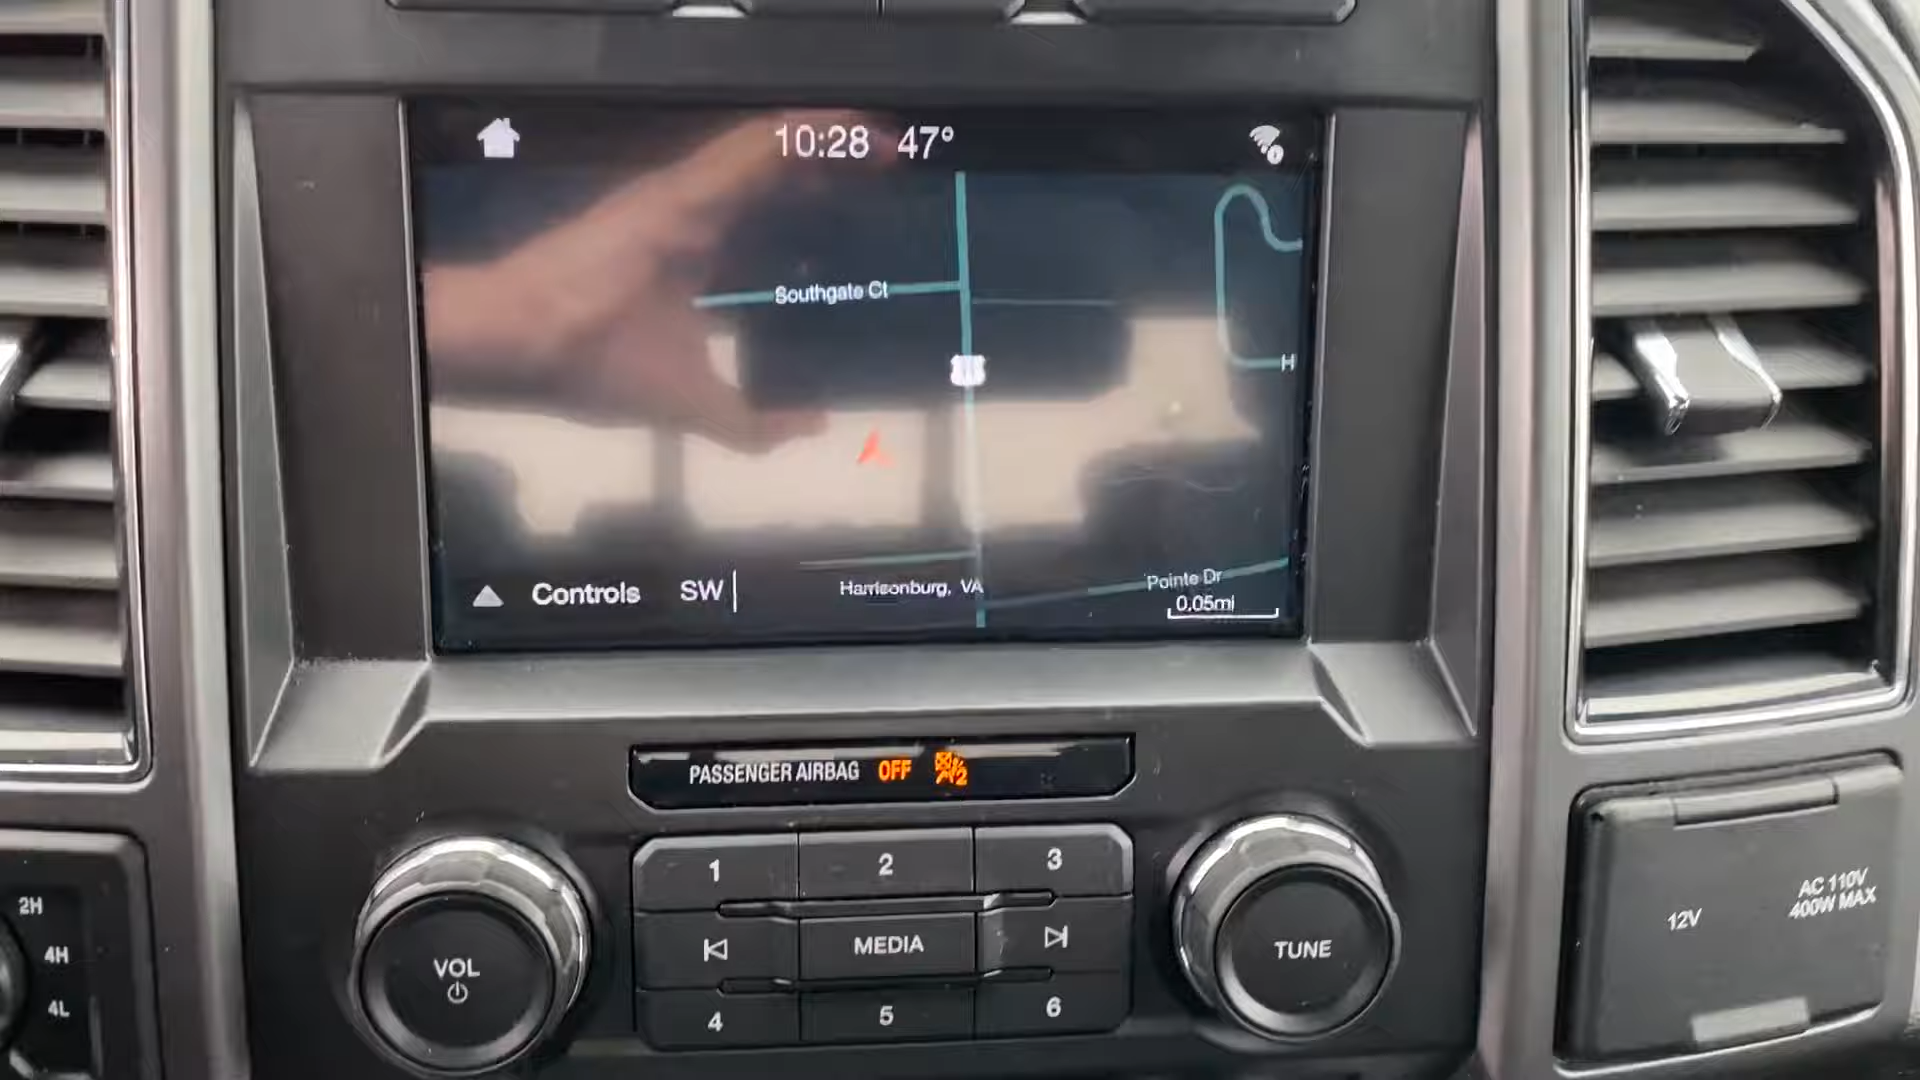 10:28 47°
Southgate Ct
H
Controls SW
Harrisonburg, VA
Pointe Dr
0.05mi
PASSENGER AIRBAG OFF
2
1 2 3
MEDIA
4 5 6
VOL
TUNE
2H
4H
4L
12V
AC 110V
400W MAX